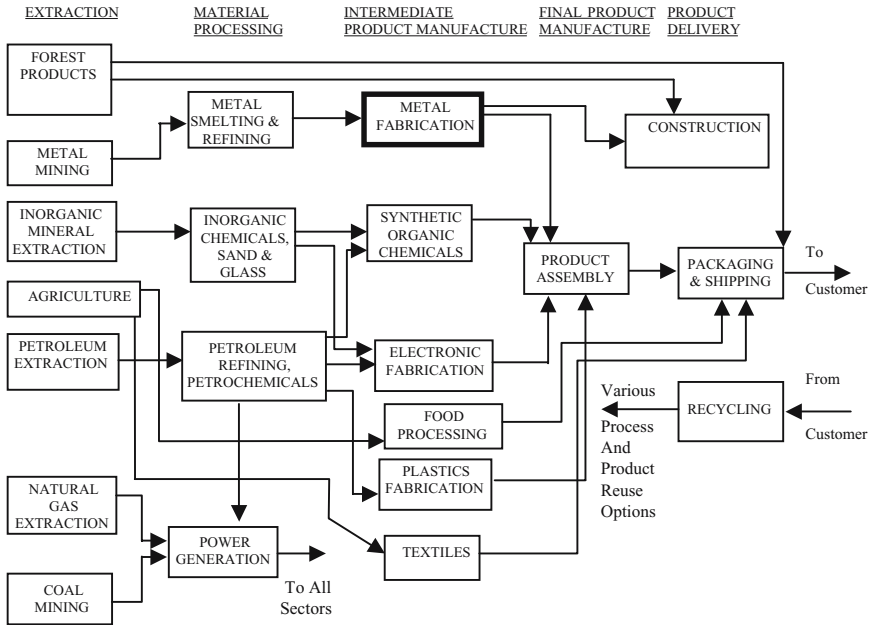 EXTRACTION
MATERIAL
PROCESSING
INTERMEDIATE
PRODUCT MANUFACTURE
FINAL PRODUCT
MANUFACTURE
PRODUCT
DELIVERY
FOREST
PRODUCTS
METAL
SMELTING &
REFINING
METAL
FABRICATION
CONSTRUCTION
METAL
MINING
INORGANIC
MINERAL
EXTRACTION
INORGANIC
CHEMICALS,
SAND &
GLASS
SYNTHETIC
ORGANIC
CHEMICALS
PRODUCT
ASSEMBLY
PACKAGING
& SHIPPING
To
Customer
AGRICULTURE
PETROLEUM
EXTRACTION
PETROLEUM
REFINING,
PETROCHEMICALS
ELECTRONIC
FABRICATION
FOOD
PROCESSING
Various
Process
And
Product
Reuse
Options
RECYCLING
From
Customer
PLASTICS
FABRICATION
NATURAL
GAS
EXTRACTION
POWER
GENERATION
TEXTILES
To All
Sectors
COAL
MINING